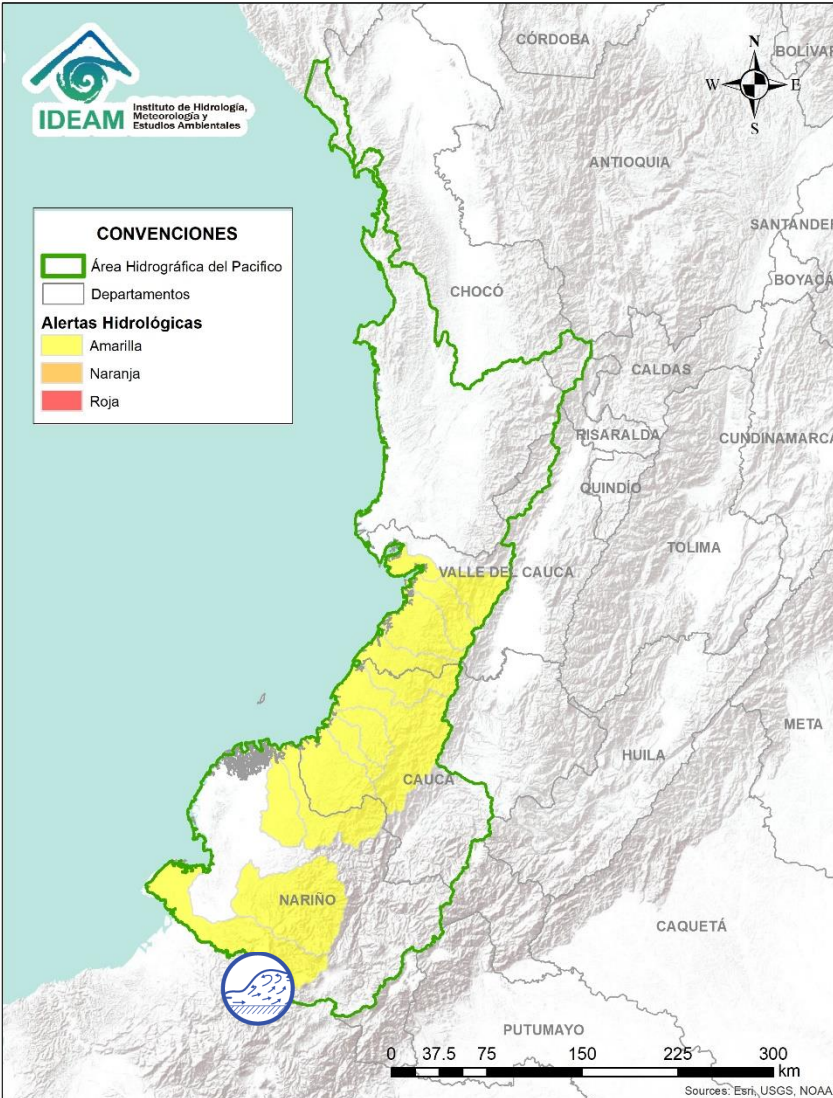 IDEAM
Instituto de Hidrología,
Meteorología y
Estudios Ambientales
N
W
E
S
CÓRDOBA
BOLÍVAR
ANTIOQUIA
SANTANDER
BOYACÁ
CONVENCIONES
Área Hidrográfica del Pacifico
Departamentos
Alertas Hidrológicas
Amarilla
Naranja
Roja
CHOCÓ
CALDAS
RISARALDA
CUNDINAMARCA
QUINDÍO
TOLIMA
VALLE DEL CAUCA
META
HUILA
CAUCA
NARIÑO
CAQUETÁ
PUTUMAYO
0 37.5 75 150 225 300
km
Sources: Esri, USGS, NOAA